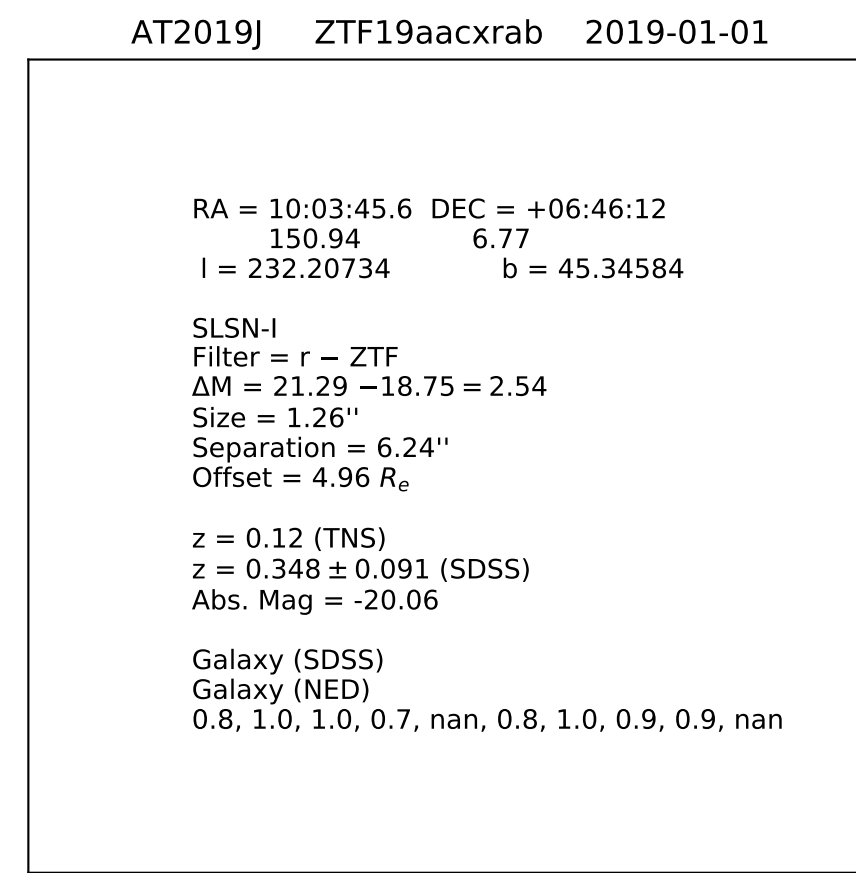 AT2019J ZTF19aacxrab 2019-01-01
RA = 10:03:45.6 DEC = +06:46:12
150.94 6.77
l = 232.20734 b = 45.34584
SLSN-I
Filter = r − ZTF
ΔM = 21.29 −18.75 = 2.54
Size = 1.26''
Separation = 6.24''
Offset = 4.96 Rₑ
z = 0.12 (TNS)
z = 0.348 ± 0.091 (SDSS)
Abs. Mag = -20.06
Galaxy (SDSS)
Galaxy (NED)
0.8, 1.0, 1.0, 0.7, nan, 0.8, 1.0, 0.9, 0.9, nan